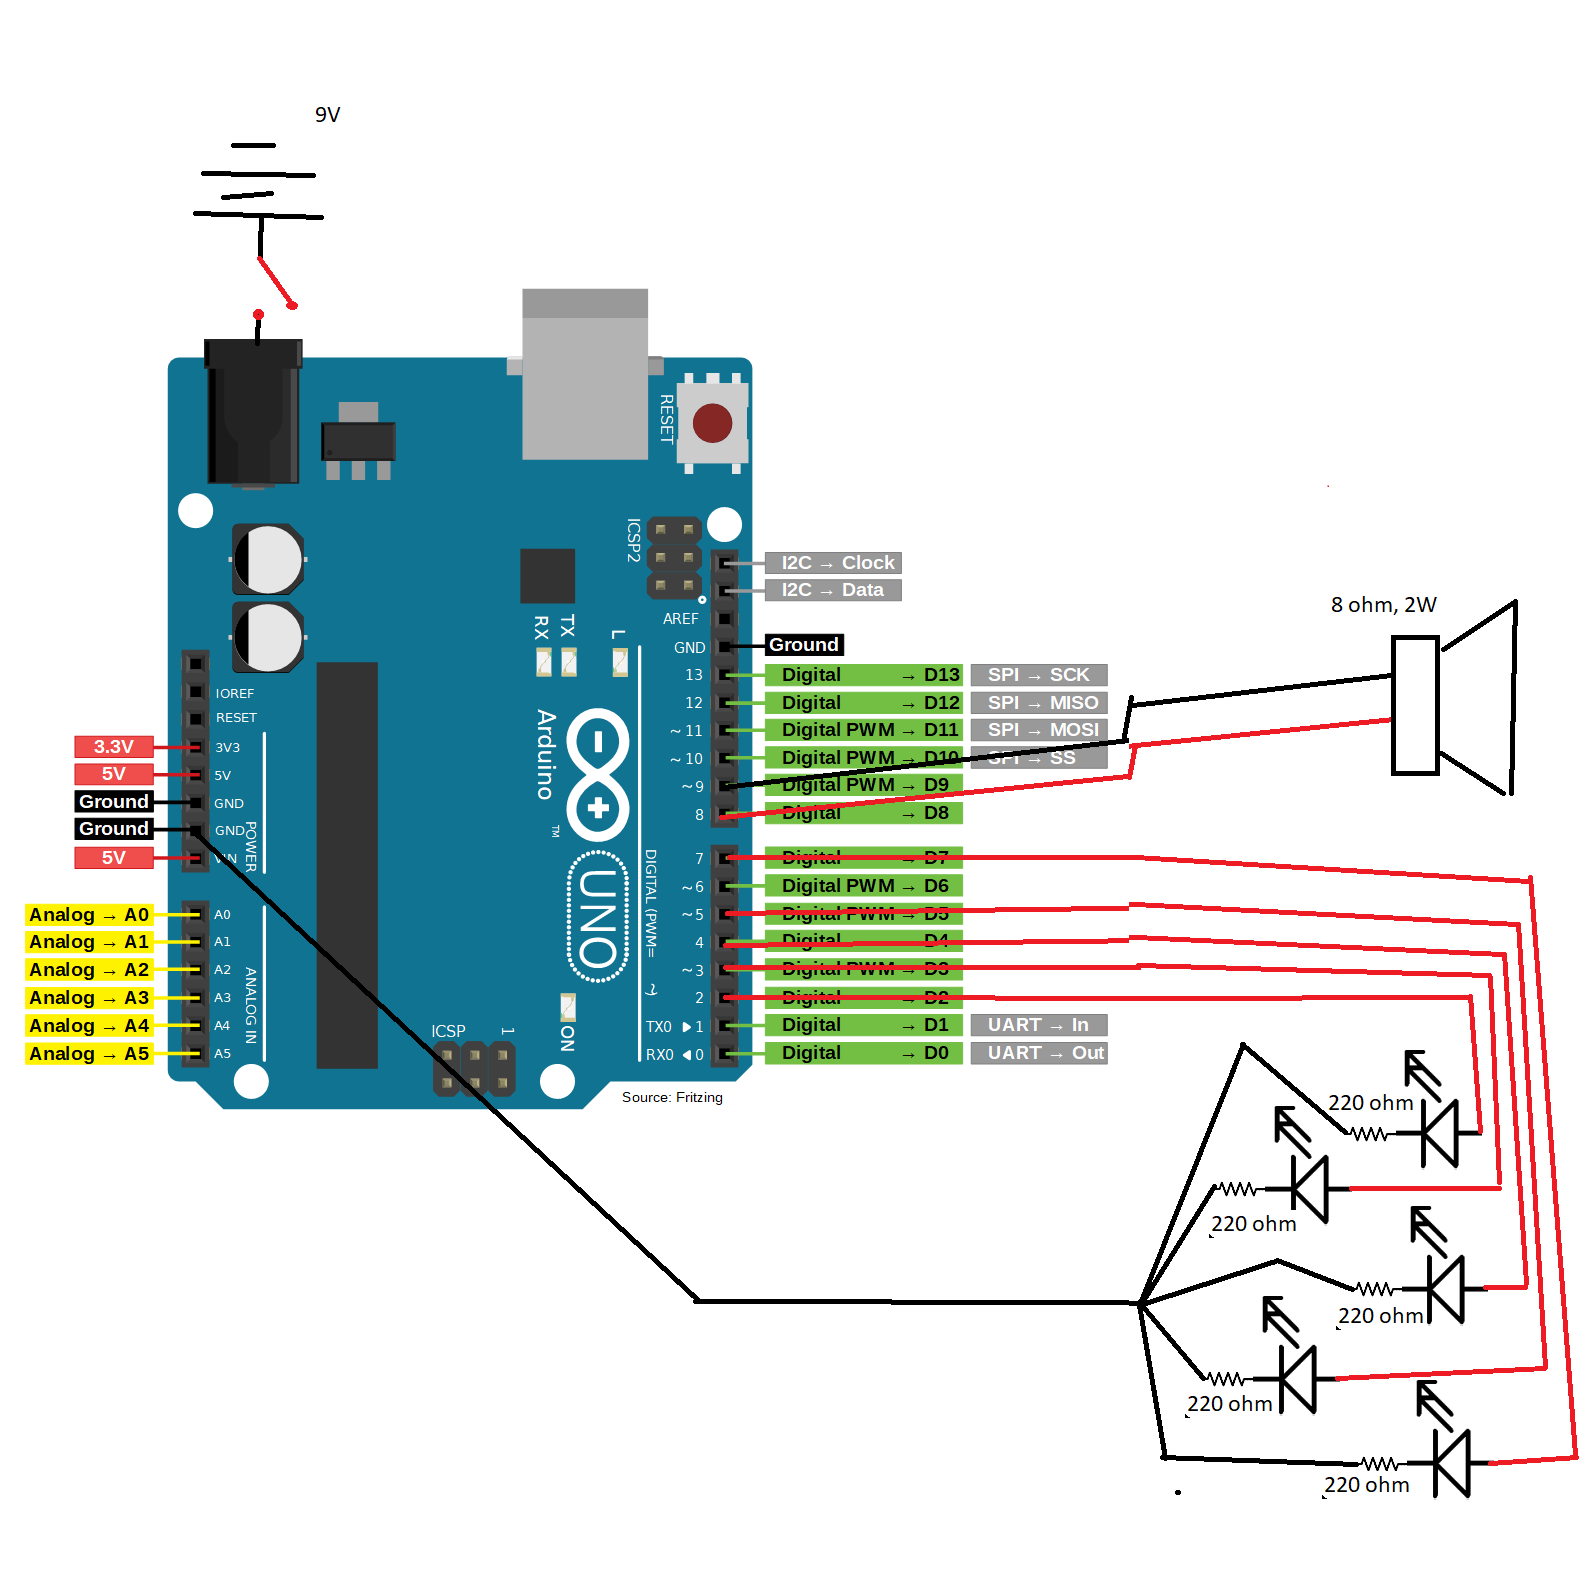 9V
RESET
ICSP2
I2C → Clock
I2C → Data
RX
TX
L
AREF
GND
Ground
13
Digital → D13
SPI → SCK
12
Digital → D12
SPI → MISO
~ 11
Digital PWM → D11
SPI → MOSI
~ 10
Digital PWM → D10
SPI → SS
~ 9
Digital PWM → D9
8
Digital → D8
8 ohm, 2W
IOREF
RESET
3.3V
3V3
5V
5V
Ground
GND
Ground
GND
5V
VIN
POWER
Arduino
TM
UNO
DIGITAL (PWM= ~)
7
Digital → D7
~ 6
Digital PWM → D6
~ 5
Digital PWM → D5
4
Digital → D4
~ 3
Digital PWM → D3
2
Digital → D2
TX0 ▶ 1
Digital → D1
UART → In
RX0 ◀ 0
Digital → D0
UART → Out
Analog → A0
A0
Analog → A1
A1
Analog → A2
A2
Analog → A3
A3
Analog → A4
A4
Analog → A5
A5
ANALOG IN
ICSP
1
ON
Source: Fritzing
220 ohm
220 ohm
220 ohm
220 ohm
220 ohm